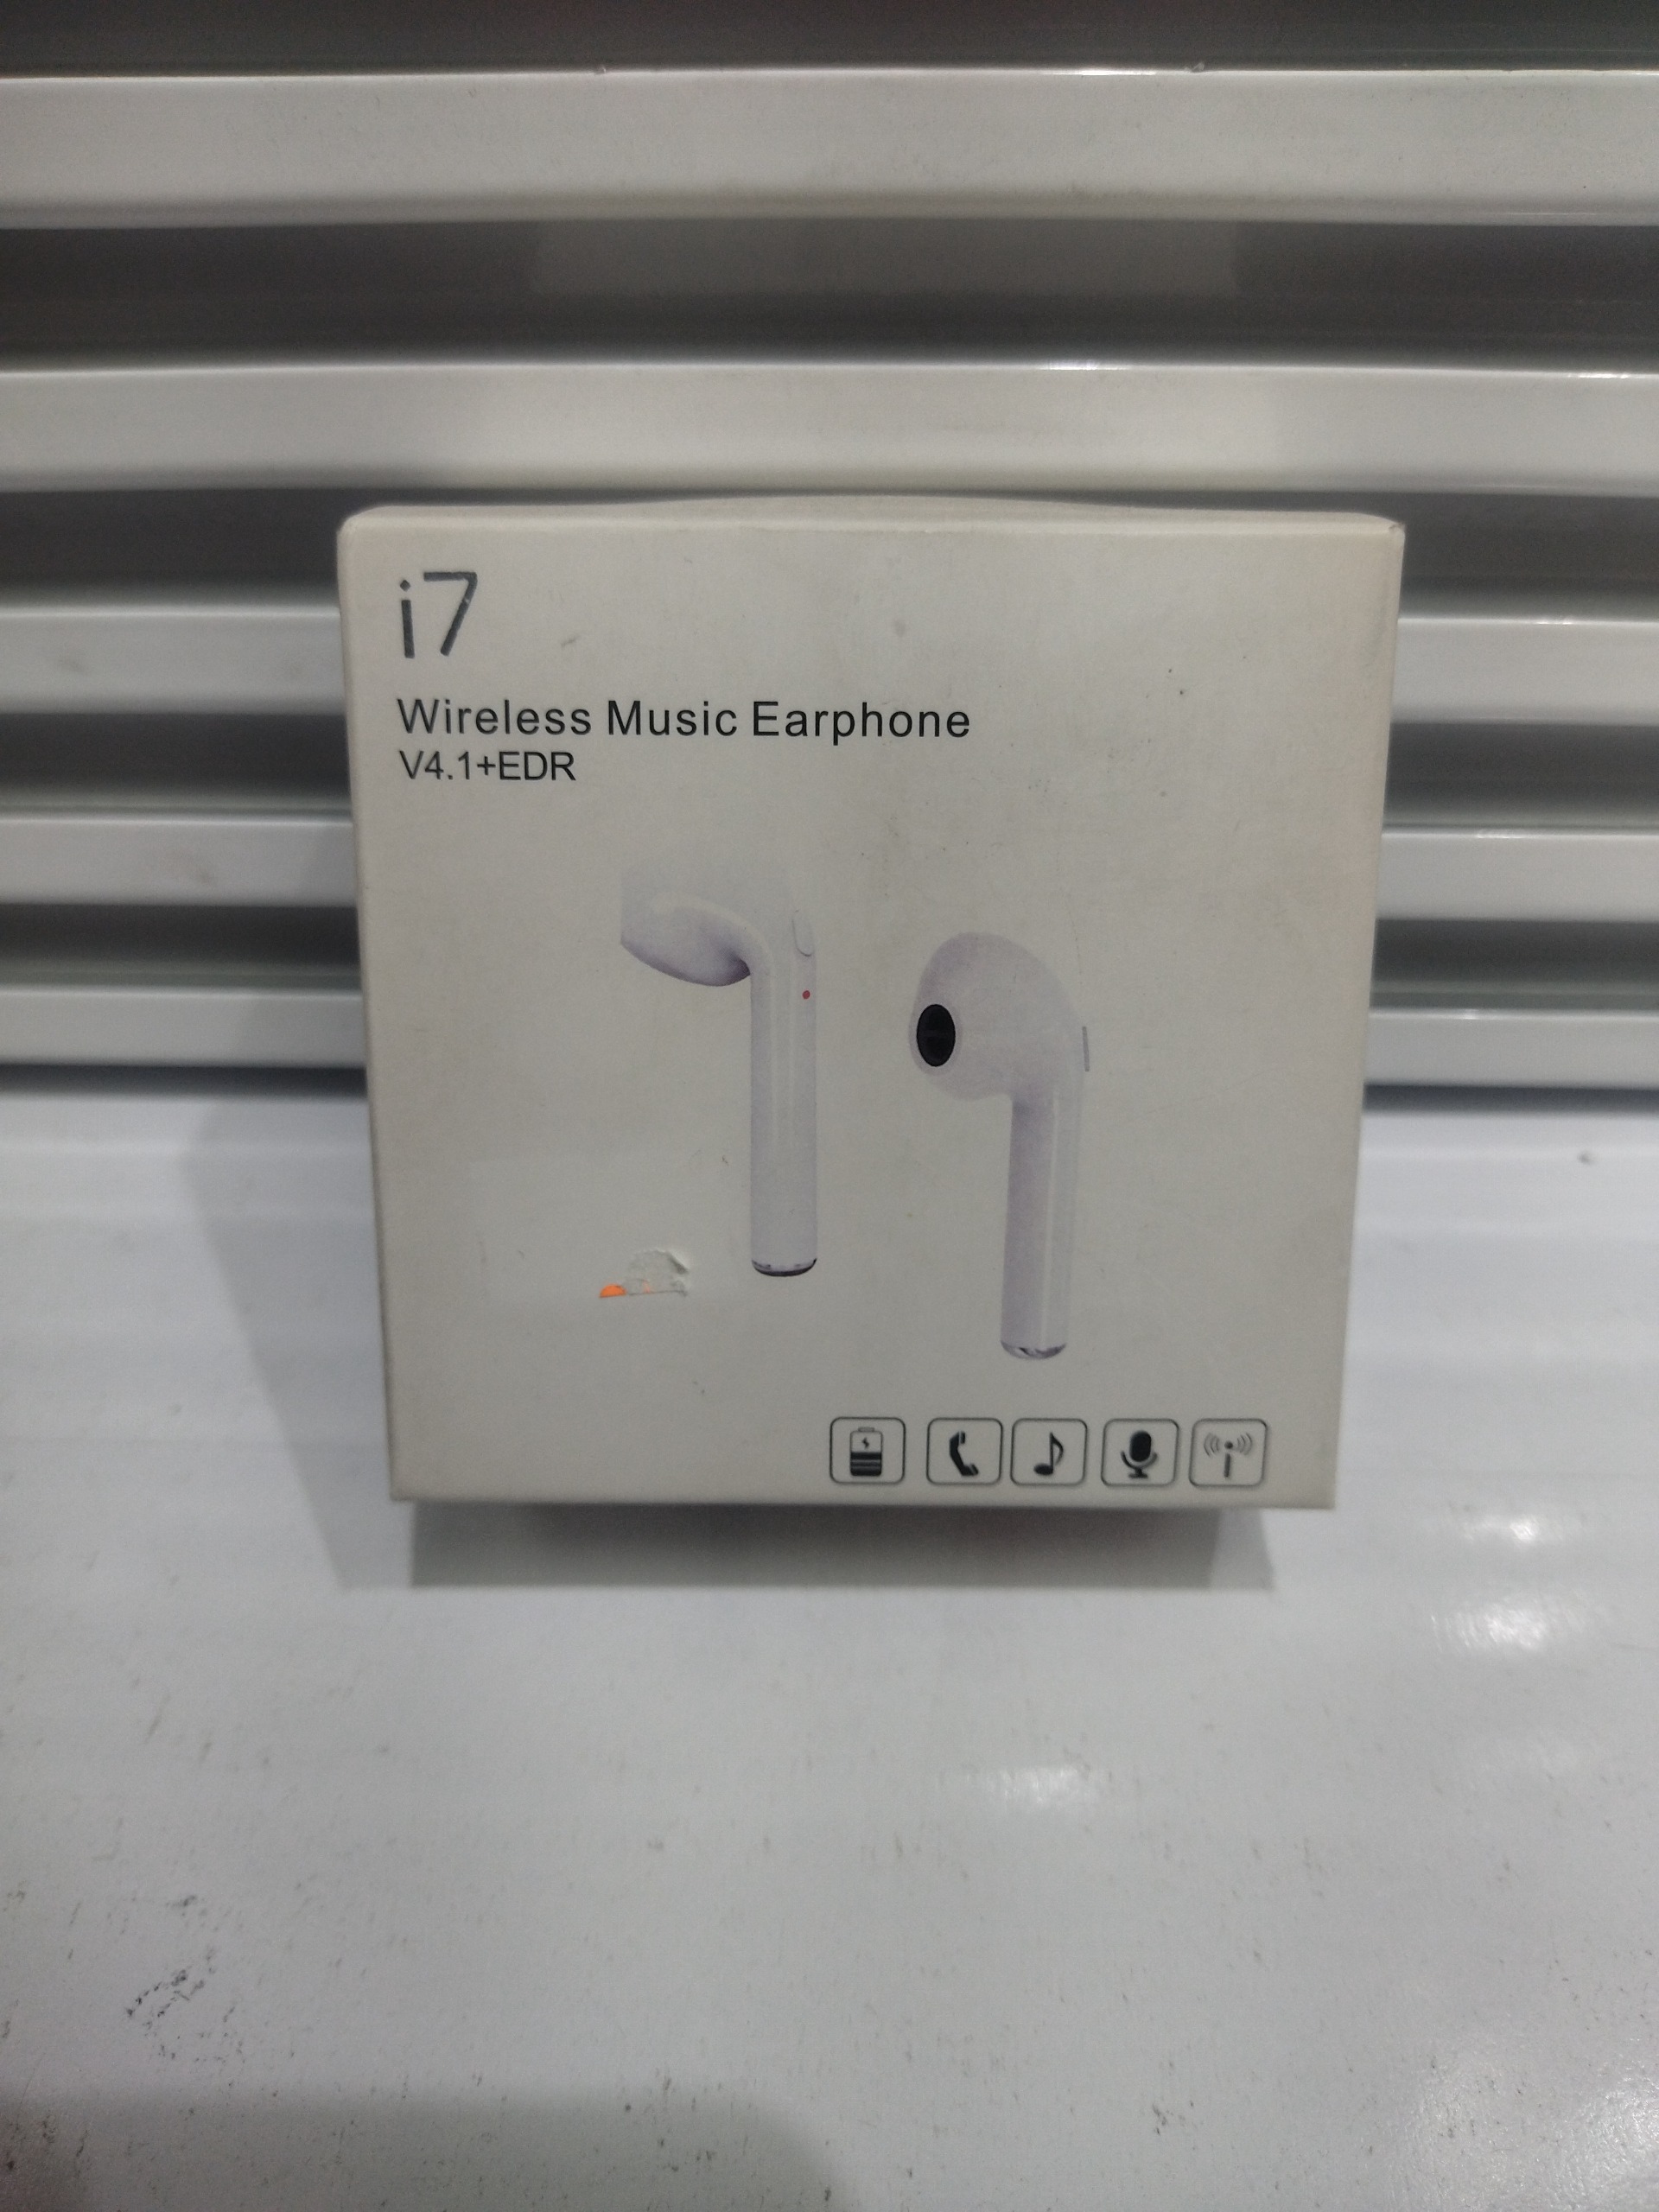 i7
Wireless Music Earphone
V4.1+EDR